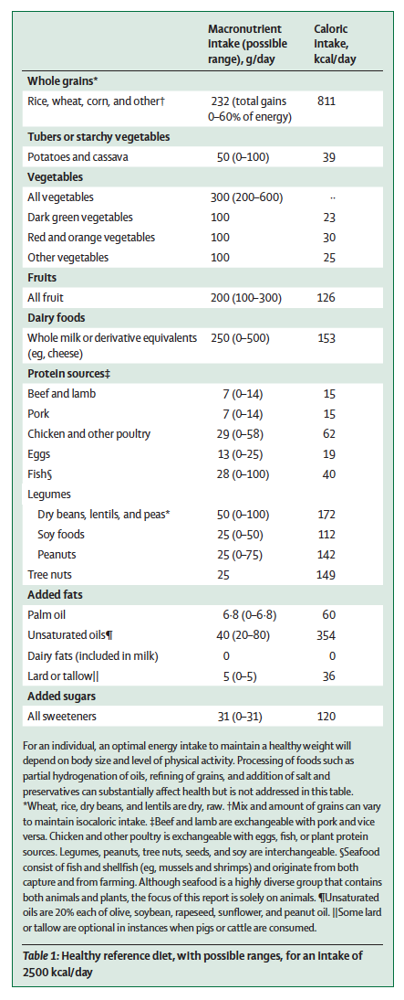 Macronutrient Caloric
intake (possible intake,
range), g/day kcal/day
Whole grains*
Rice, wheat, corn, and other† 232 (total gains 811
0–60% of energy)
Tubers or starchy vegetables
Potatoes and cassava 50 (0–100) 39
Vegetables
All vegetables 300 (200–600) ··
Dark green vegetables 100 23
Red and orange vegetables 100 30
Other vegetables 100 25
Fruits
All fruit 200 (100–300) 126
Dairy foods
Whole milk or derivative equivalents 250 (0–500) 153
(eg, cheese)
Protein sources‡
Beef and lamb 7 (0–14) 15
Pork 7 (0–14) 15
Chicken and other poultry 29 (0–58) 62
Eggs 13 (0–25) 19
Fish§ 28 (0–100) 40
Legumes
Dry beans, lentils, and peas* 50 (0–100) 172
Soy foods 25 (0–50) 112
Peanuts 25 (0–75) 142
Tree nuts 25 149
Added fats
Palm oil 6·8 (0–6·8) 60
Unsaturated oils¶ 40 (20–80) 354
Dairy fats (included in milk) 0 0
Lard or tallow|| 5 (0–5) 36
Added sugars
All sweeteners 31 (0–31) 120
For an individual, an optimal energy intake to maintain a healthy weight will
depend on body size and level of physical activity. Processing of foods such as
partial hydrogenation of oils, refining of grains, and addition of salt and
preservatives can substantially affect health but is not addressed in this table.
*Wheat, rice, dry beans, and lentils are dry, raw. †Mix and amount of grains can vary
to maintain isocaloric intake. ‡Beef and lamb are exchangeable with pork and vice
versa. Chicken and other poultry is exchangeable with eggs, fish, or plant protein
sources. Legumes, peanuts, tree nuts, seeds, and soy are interchangeable. §Seafood
consist of fish and shellfish (eg, mussels and shrimps) and originate from both
capture and from farming. Although seafood is a highly diverse group that contains
both animals and plants, the focus of this report is solely on animals. ¶Unsaturated
oils are 20% each of olive, soybean, rapeseed, sunflower, and peanut oil. ||Some lard
or tallow are optional in instances when pigs or cattle are consumed.
Table 1: Healthy reference diet, with possible ranges, for an intake of
2500 kcal/day